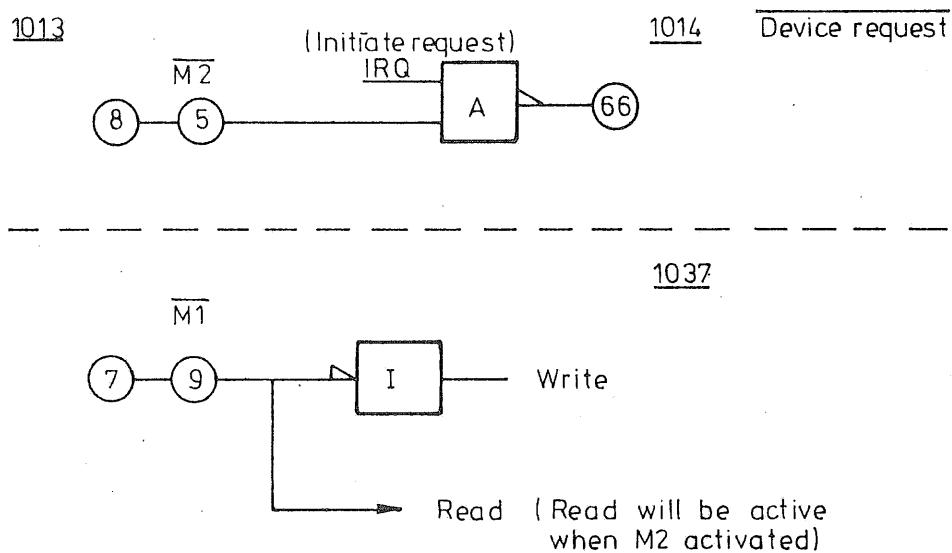 1013
1014
Device request
(Initiate request)
IRQ
M2
8
5
A
66
1037
M1
7
9
I
Write
Read (Read will be active
when M2 activated)